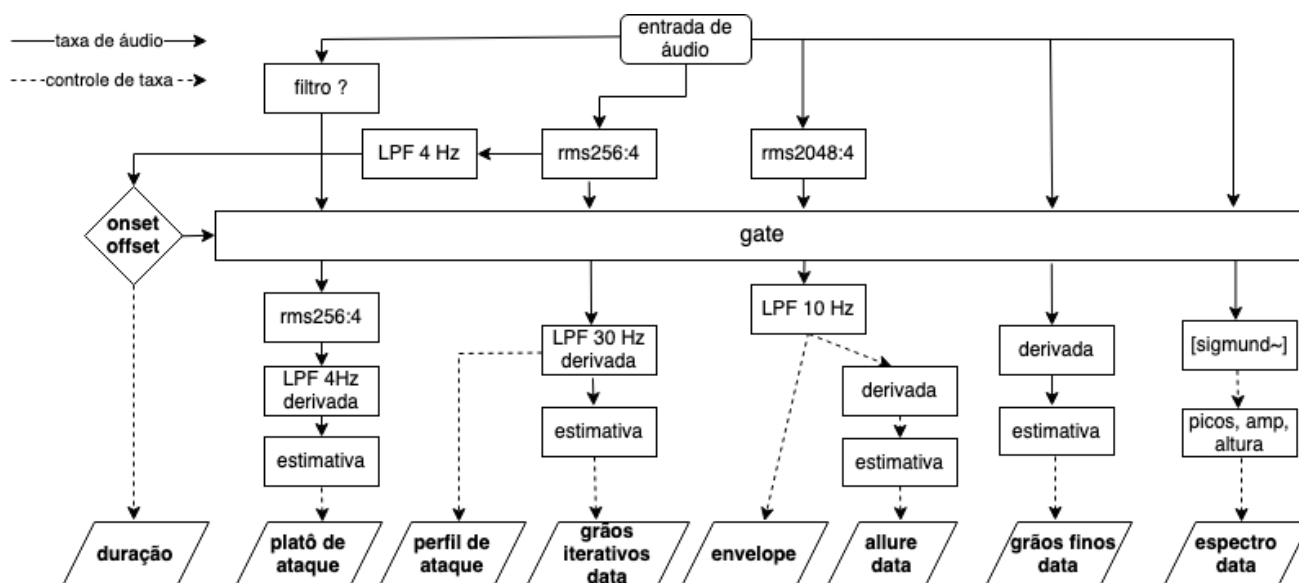 entrada de
áudio
taxa de áudio
controle de taxa
filtro ?
LPF 4 Hz
rms256:4
rms2048:4
onset
offset
gate
rms256:4
LPF 10 Hz
LPF 30 Hz
derivada
derivada
[sigmund~]
LPF 4Hz
derivada
derivada
estimativa
estimativa
picos, amp,
altura
estimativa
estimativa
duração
platô de
ataque
perfil de
ataque
grãos
iterativos
data
envelope
allure
data
grãos finos
data
espectro
data